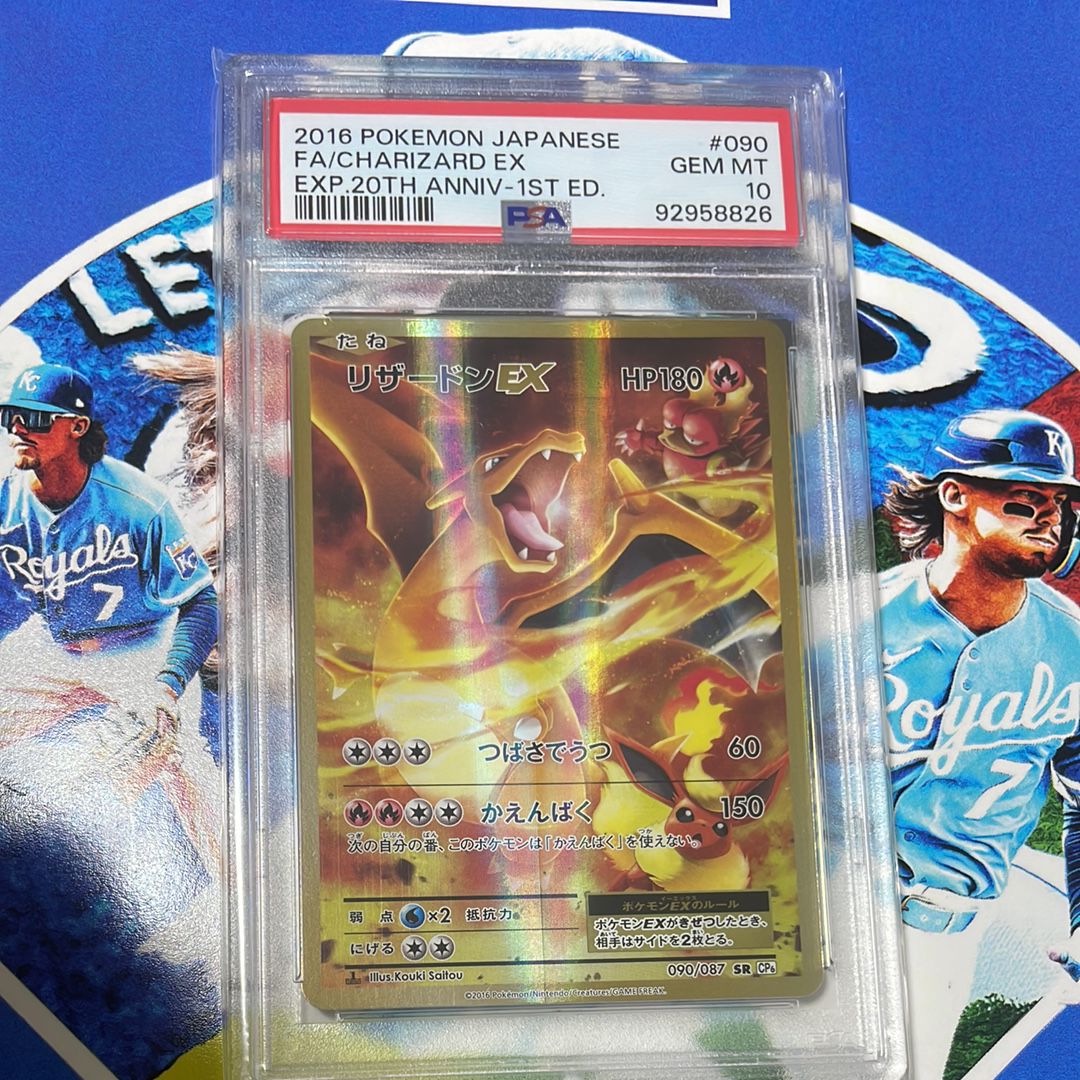 2016 POKEMON JAPANESE #090
FA/CHARIZARD EX GEM MT
EXP.20TH ANNIV-1ST ED. 10
PSA 92958826
LE
D
KC
Royals
7
KC
KC
Royals
7
たね
リザードンEX HP180
つばさでうつ 60
かえんばく 150
次の自分の番、このポケモンは「かえんばく」を使えない。
弱点 ×2 抵抗力
にげる
ポケモンEXのルール
ポケモンEXがきぜつしたとき、
相手はサイドを2枚とる。
Illus.Kouki Saitou 090/087 SR CP6
©2016 Pokémon/Nintendo/Creatures/GAME FREAK.